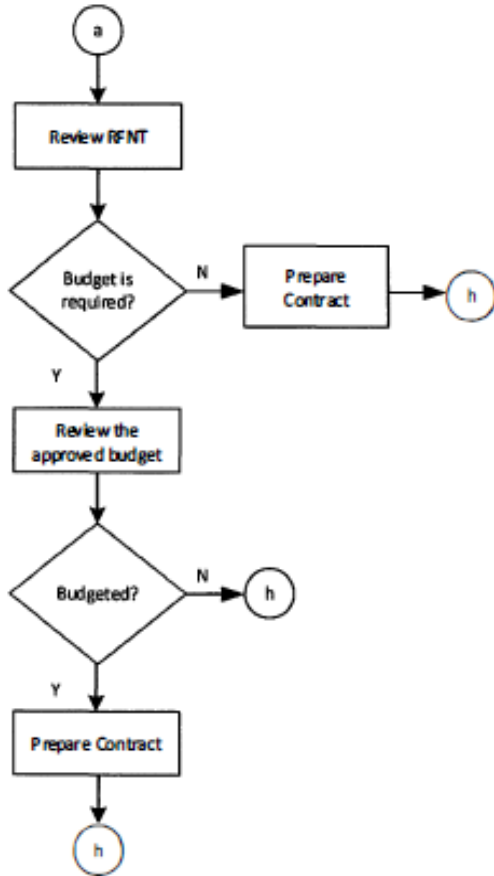 a
Review RFNT
Budget is
required?
N
Prepare
Contract
h
Y
Review the
approved budget
Budgeted?
N
h
Y
Prepare Contract
h